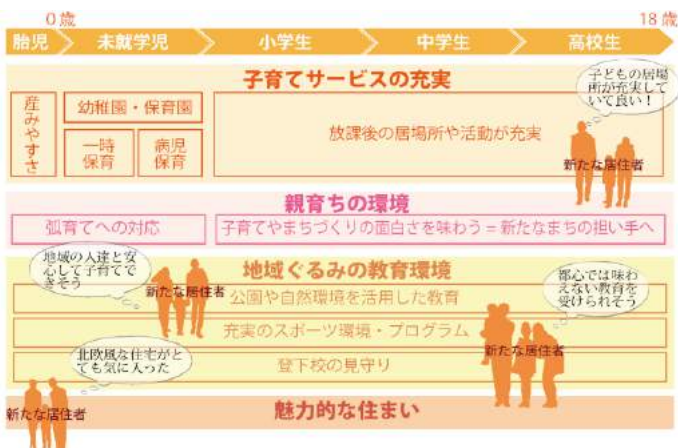 0歳
18歳
胎児
未就学児
小学生
中学生
高校生
子育てサービスの充実
産みやすさ
幼稚園・保育園
一時
保育
病児
保育
放課後の居場所や活動が充実
子どもの居場
所が充実して
いて良い！
新たな居住者
親育ちの環境
弧育てへの対応
子育てやまちづくりの面白さを味わう＝新たなまちの担い手へ
地域ぐるみの教育環境
地域の人達と安
心して子育てで
きそう
新たな居住者
公園や自然環境を活用した教育
都心では味わ
えない教育を
受けられそう
充実のスポーツ環境・プログラム
新たな居住者
登下校の見守り
北欧風な住宅がと
ても気に入った
新たな居住者
魅力的な住まい